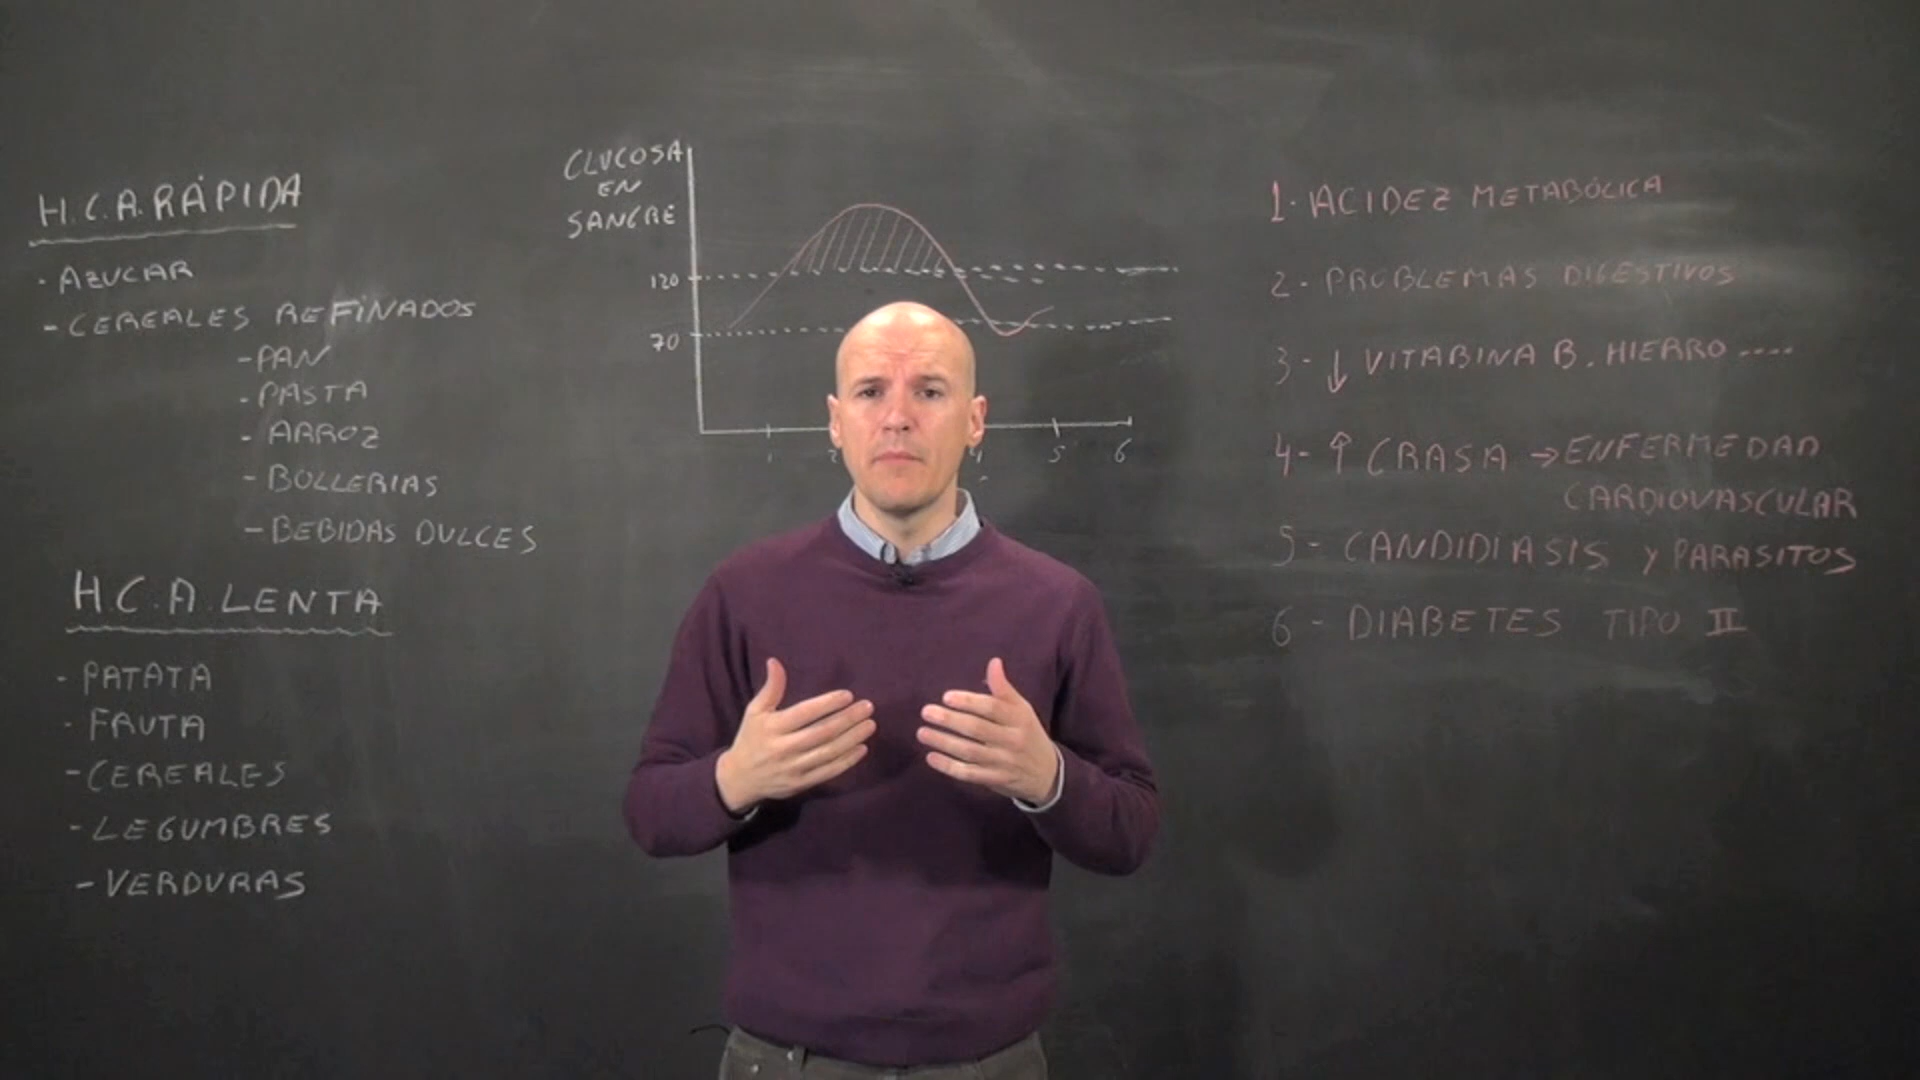 H.C.A. RÁPIDA
· AZUCAR
- CEREALES REFINADOS
- PAN
- PASTA
- ARROZ
- BOLLERIAS
- BEBIDAS DULCES
H.C.A. LENTA
- PATATA
- FRUTA
- CEREALES
- LEGUMBRES
- VERDURAS
GLUCOSA
EN
SANGRE
120
70
1 2 4 5 6
1- ACIDEZ METABÓLICA
2- PROBLEMAS DIGESTIVOS
3- ↓ VITABINA B. HIERRO ----
4- ↑ GRASA → ENFERMEDAD
CARDIOVASCULAR
5- CANDIDIASIS Y PARASITOS
6- DIABETES TIPO II